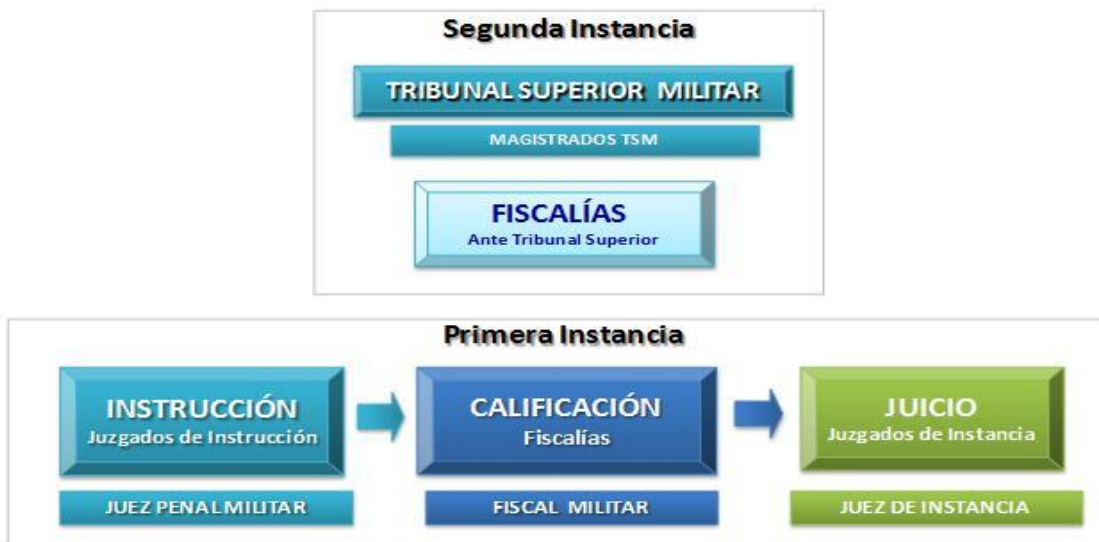 Segunda Instancia
TRIBUNAL SUPERIOR MILITAR
MAGISTRADOS TSM
FISCALÍAS
Ante Tribunal Superior
Primera Instancia
INSTRUCCIÓN
Juzgados de Instrucción
JUEZ PENAL MILITAR
CALIFICACIÓN
Fiscalías
FISCAL MILITAR
JUICIO
Juzgados de Instancia
JUEZ DE INSTANCIA